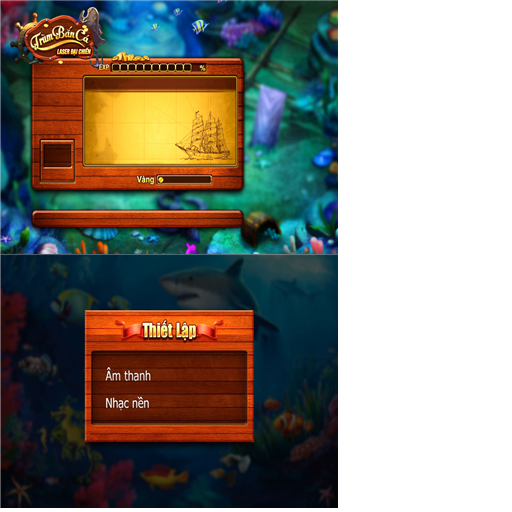 Trùm Bắn Cá
LASER ĐẠI CHIẾN
EXP %
Vàng
Thiết Lập
Âm thanh
Nhạc nền